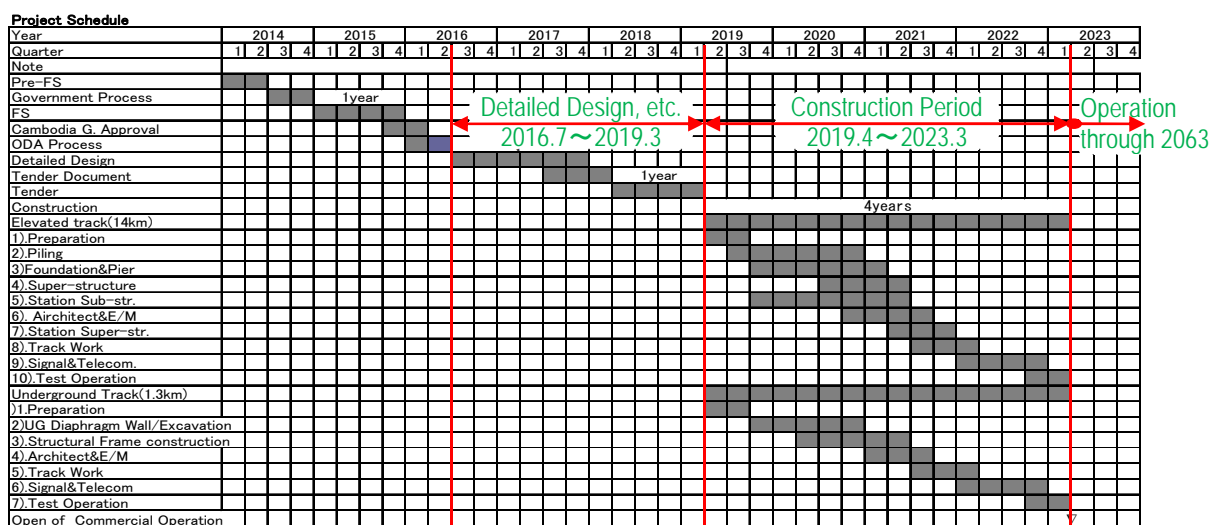 Project Schedule
Year 2014 2015 2016 2017 2018 2019 2020 2021 2022 2023
Quarter 1 2 3 4 1 2 3 4 1 2 3 4 1 2 3 4 1 2 3 4 1 2 3 4 1 2 3 4 1 2 3 4 1 2 3 4 1 2 3 4
Note
Pre-FS
Government Process 1year
FS
Detailed Design, etc. Construction Period Operation
Cambodia G. Approval
ODA Process
2016.7～2019.3 2019.4～2023.3 through 2063
Detailed Design
Tender Document 1year
Tender
Construction 4years
Elevated track(14km)
1).Preparation
2).Piling
3)Foundation&Pier
4).Super-structure
5).Station Sub-str.
6). Airchitect&E/M
7).Station Super-str.
8).Track Work
9).Signal&Telecom.
10).Test Operation
Underground Track(1.3km)
)1.Preparation
2)UG Diaphragm Wall/Excavation
3).Structural Frame construction
4).Architect&E/M
5).Track Work
6).Signal&Telecom
7).Test Operation
Open of Commercial Operation ▽